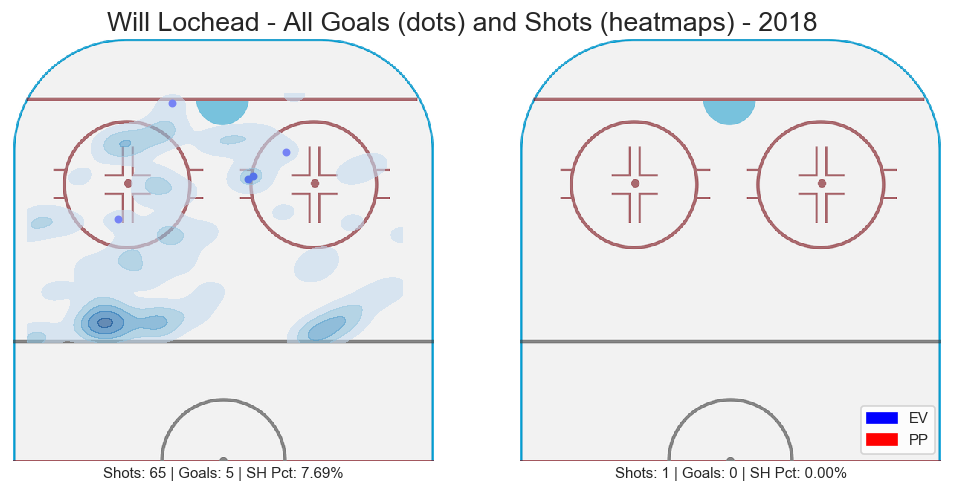 Will Lochead - All Goals (dots) and Shots (heatmaps) - 2018
EV
PP
Shots: 65 | Goals: 5 | SH Pct: 7.69%
Shots: 1 | Goals: 0 | SH Pct: 0.00%